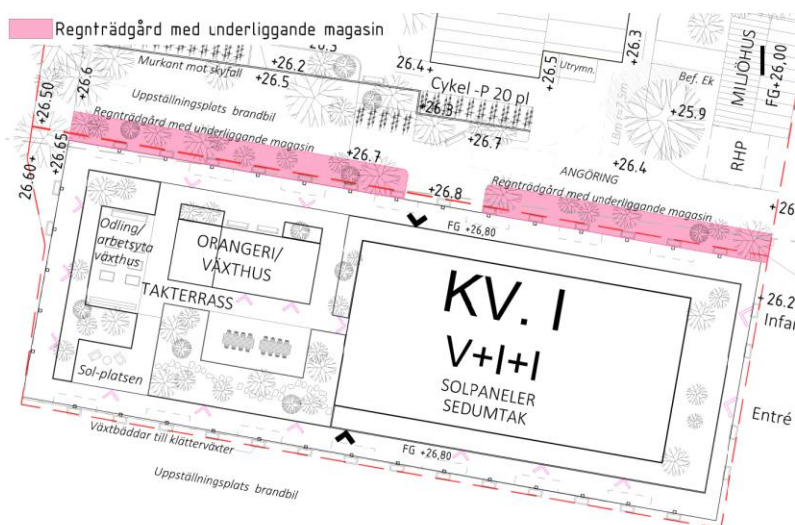 Regnträdgård med underliggande magasin
+26.50
+26.6
Murkant mot skyfall
+26.2
+26.5
26.4+
+26.5
Utrymn.
+26.3
Bef. Ek
MILJÖHUS
FG+26,00
Uppställningsplats brandbil
Cykel -P 20 pl
+26.3
+26.7
+25.9
Regnträdgård med underliggande magasin
+26.7
ANGÖRING
+26.4
RHP
26.60+
+26.65
+26.8
Regnträdgård med underliggande magasin
FG +26,80
Odling/
arbetsyta
växthus
ORANGERI/
VÄXTHUS
TAKTERRASS
KV. I
V+I+I
SOLPANELER
SEDUMTAK
+26.2
Entré
Sol-platsen
Växtbäddar till klätterväxter
FG +26,80
Uppställningsplats brandbil